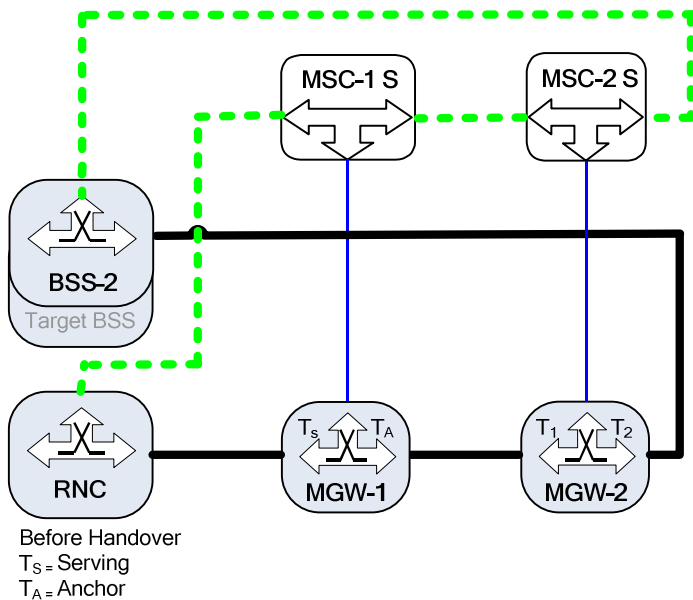 MSC-1 S
MSC-2 S
BSS-2
Target BSS
Ts TA
T1 T2
RNC
MGW-1
MGW-2
Before Handover
TS = Serving
TA = Anchor